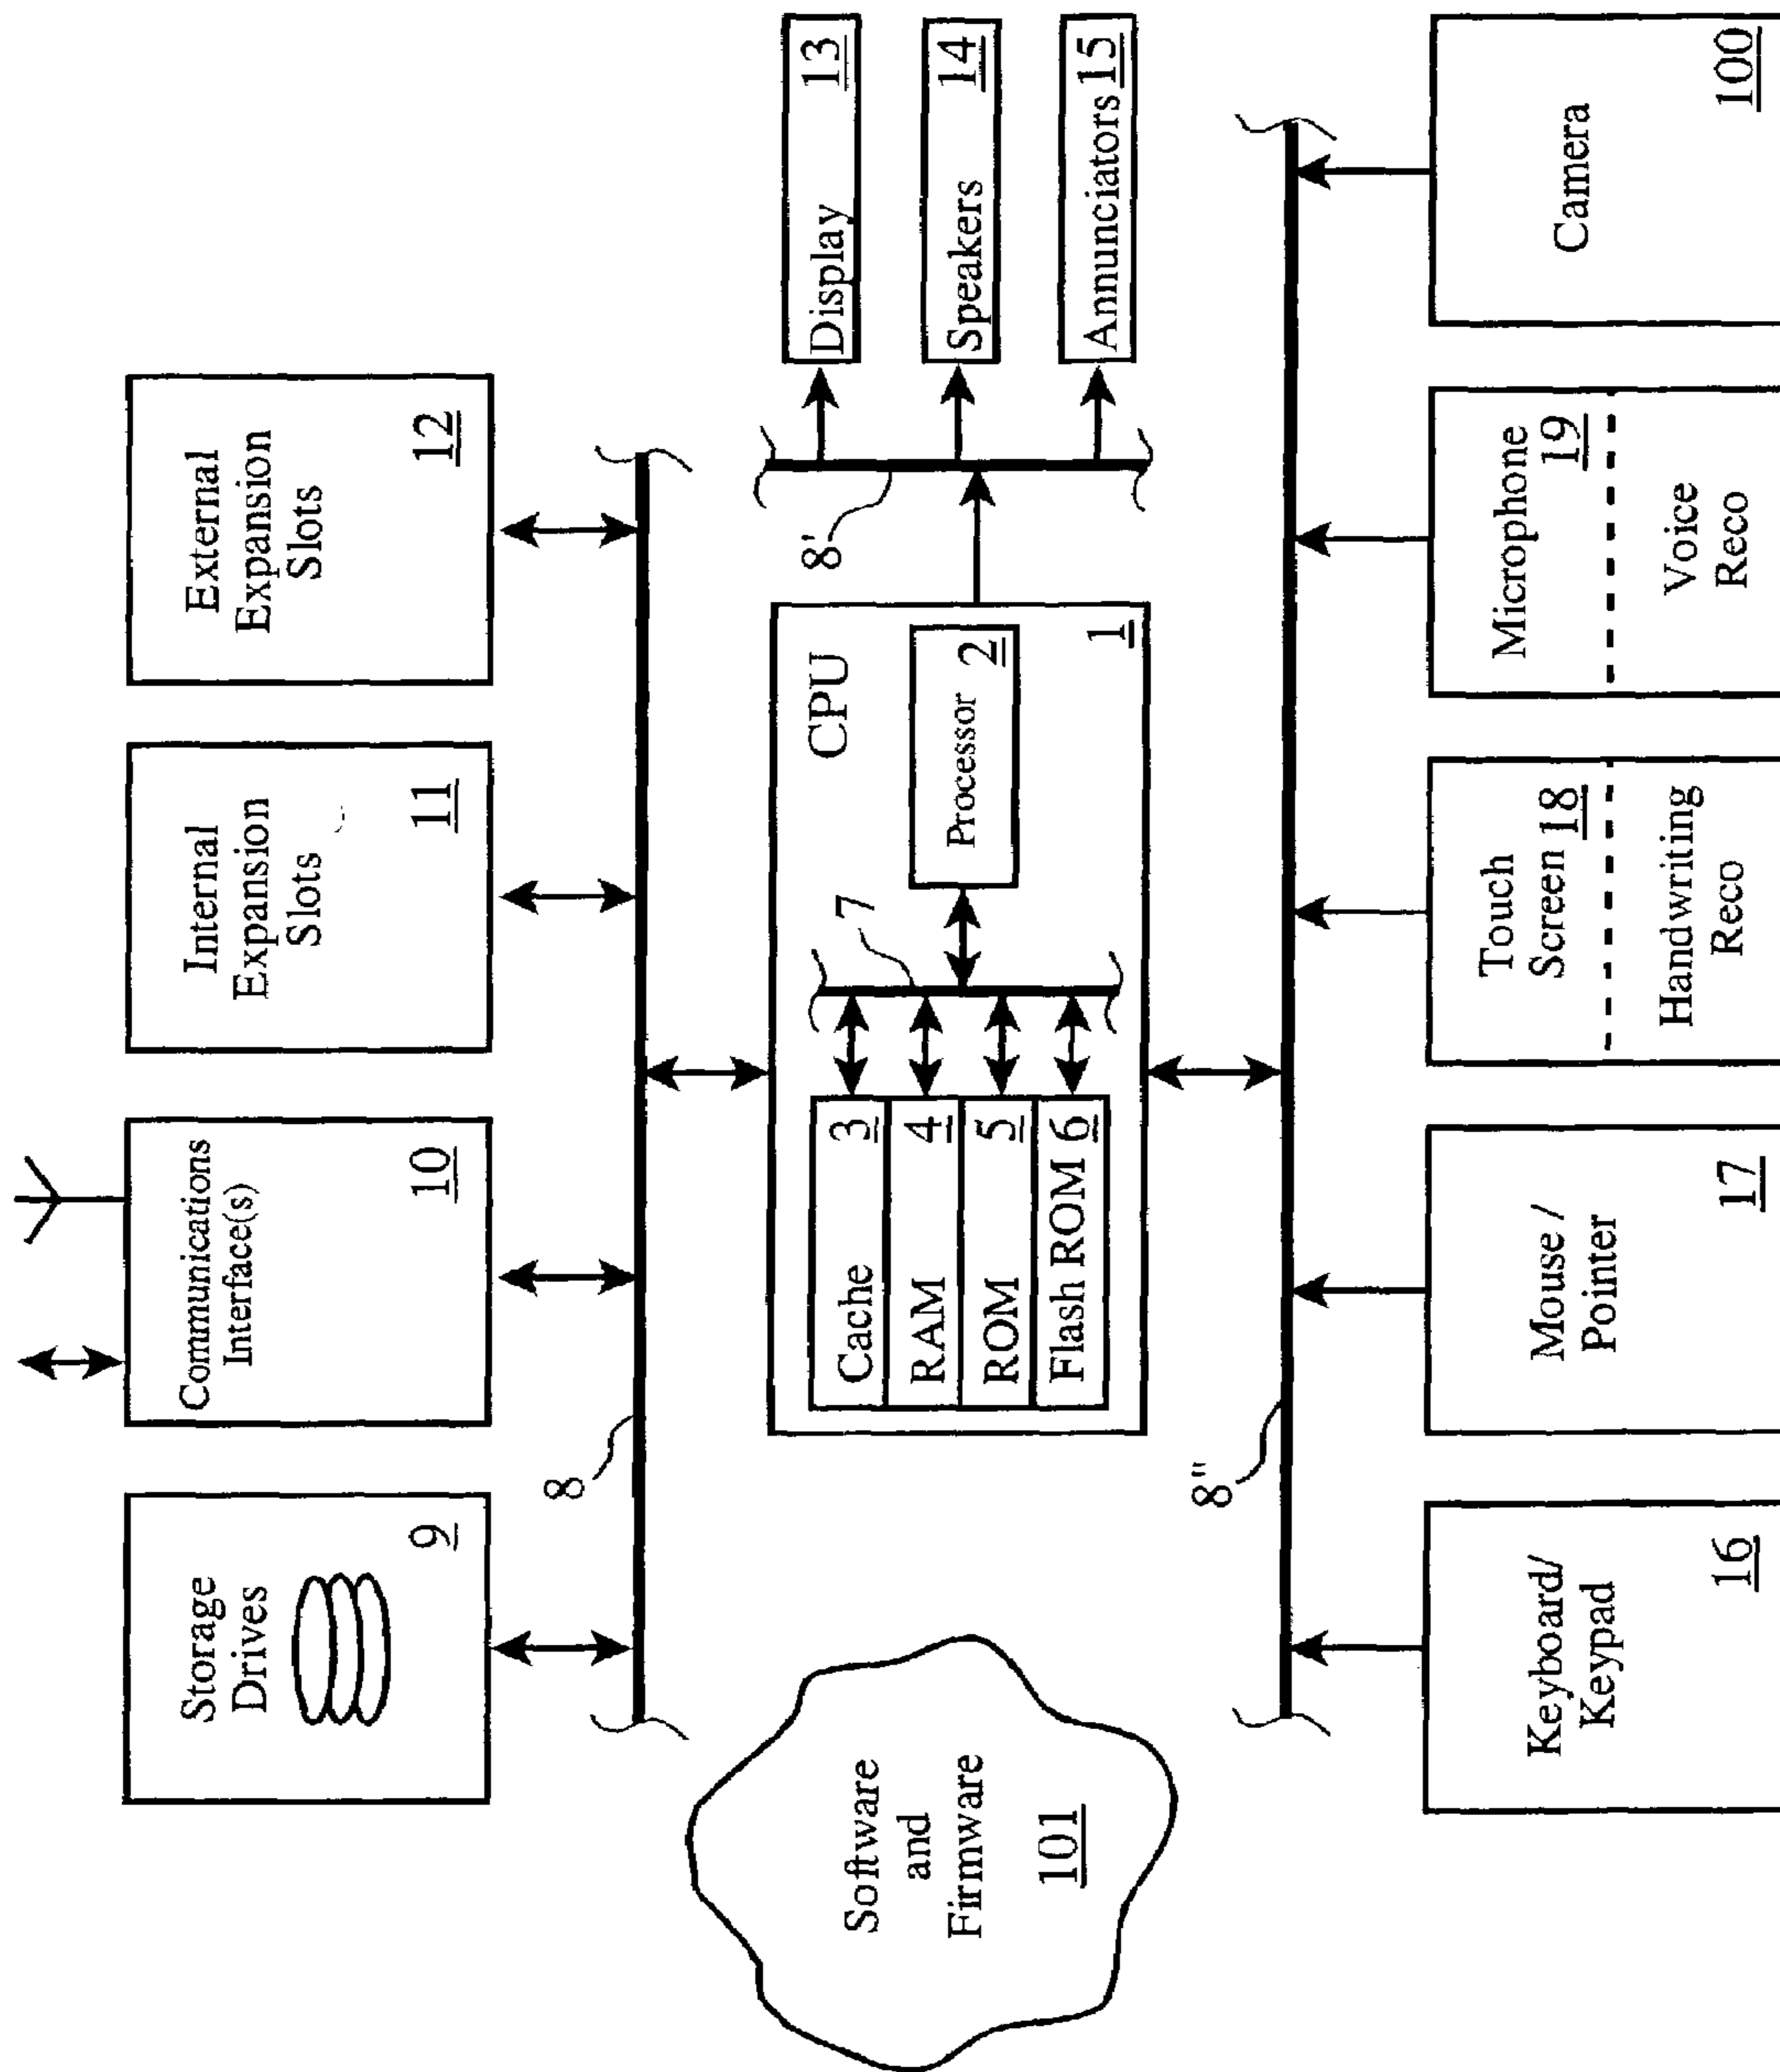 Storage
Drives
9
Communications
Interface(s)
10
Internal
Expansion
Slots
11
External
Expansion
Slots
12
8
Software
and
Firmware
101
CPU
1
Cache 3
RAM 4
ROM 5
Flash ROM 6
7
Processor 2
8'
Display 13
Speakers 14
Annunciators 15
8"
Keyboard/
Keypad
16
Mouse /
Pointer
17
Touch
Screen 18
Handwriting
Reco
Microphone
19
Voice
Reco
Camera
100